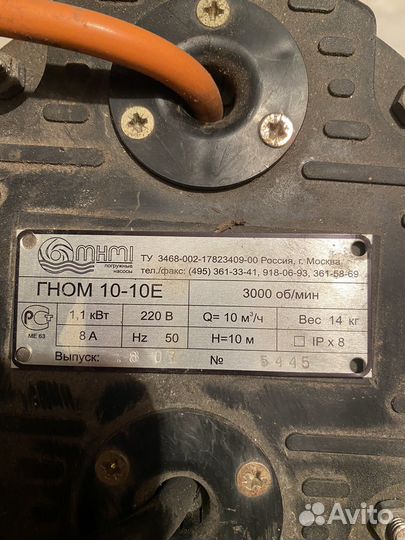 мнмп
погружные
насосы
ТУ 3468-002-17823409-00 Россия, г. Москва
тел./факс: (495) 361-33-41, 918-06-93, 361-58-69
ГНОМ 10-10Е 3000 об/мин
1,1 кВт 220 В Q= 10 м³/ч Вес 14 кг
МЕ 63 8 А Hz 50 H=10 м IP x 8
Выпуск: № 5445
Avito